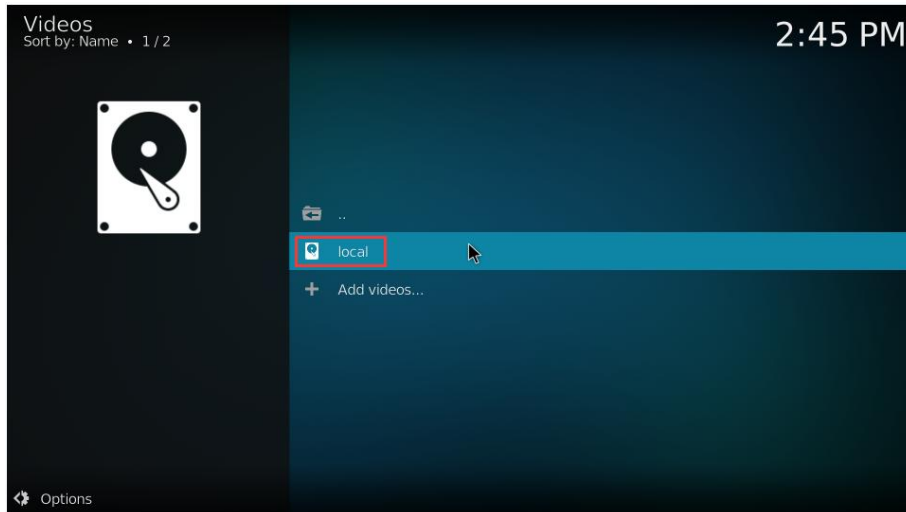 Videos
Sort by: Name • 1 / 2
2:45 PM
..
local
Add videos...
Options